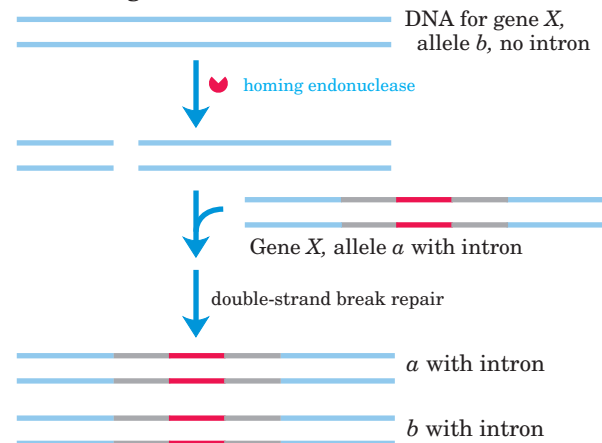 DNA for gene X,
allele b, no intron
homing endonuclease
Gene X, allele a with intron
double-strand break repair
a with intron
b with intron